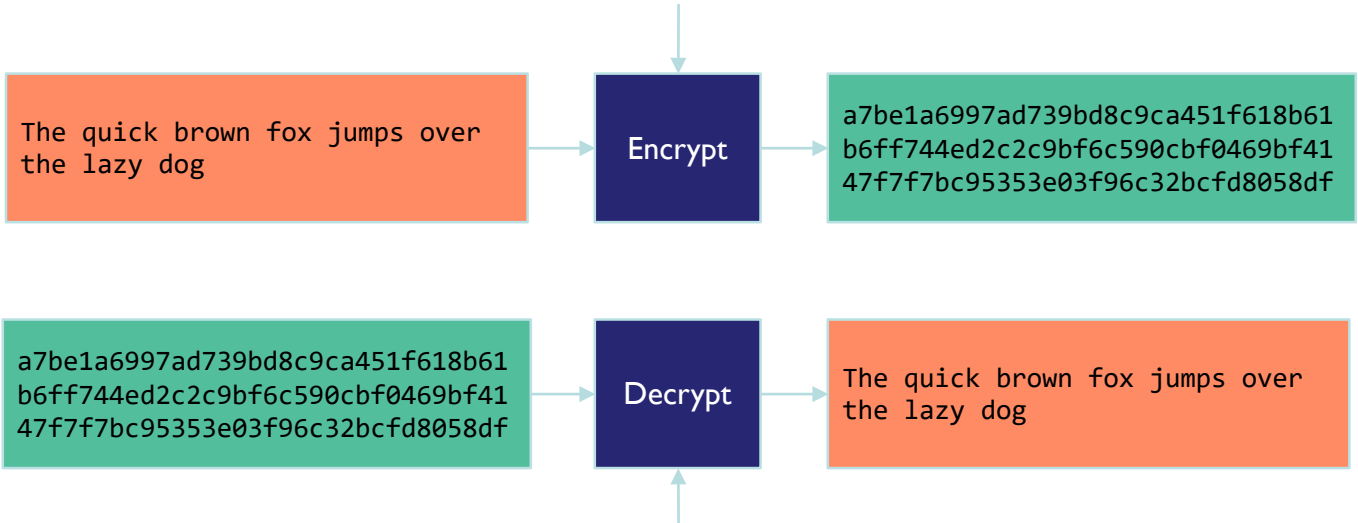 The quick brown fox jumps over
the lazy dog
Encrypt
a7be1a6997ad739bd8c9ca451f618b61
b6ff744ed2c2c9bf6c590cbf0469bf41
47f7f7bc95353e03f96c32bcfd8058df
a7be1a6997ad739bd8c9ca451f618b61
b6ff744ed2c2c9bf6c590cbf0469bf41
47f7f7bc95353e03f96c32bcfd8058df
Decrypt
The quick brown fox jumps over
the lazy dog